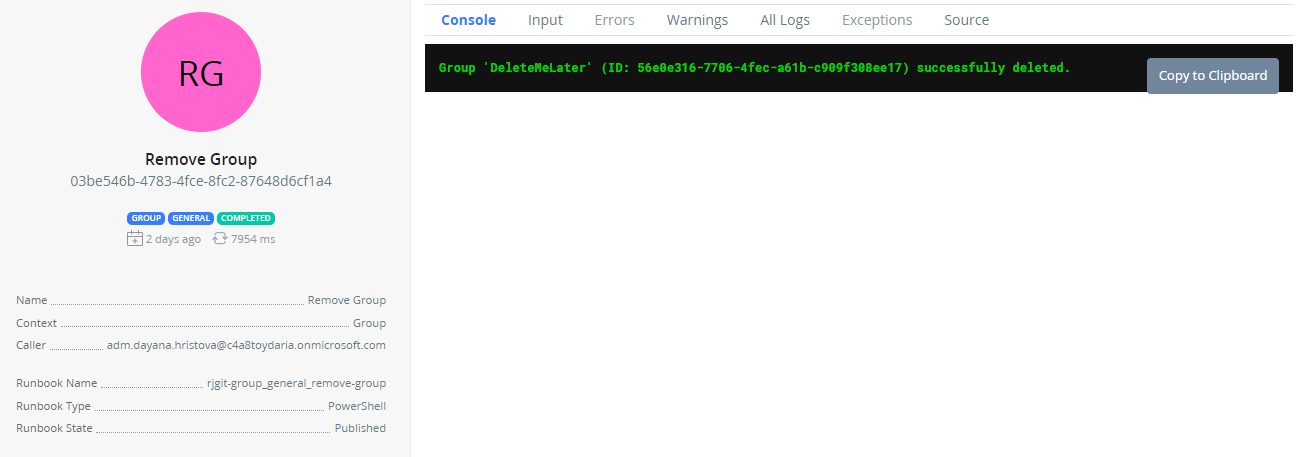 RG
Remove Group
03be546b-4783-4fce-8fc2-87648d6cf1a4
GROUP GENERAL COMPLETED
2 days ago 7954 ms
Name Remove Group
Context Group
Caller adm.dayana.hristova@c4a8toydaria.onmicrosoft.com
Runbook Name rjgit-group_general_remove-group
Runbook Type PowerShell
Runbook State Published
Console Input Errors Warnings All Logs Exceptions Source
Group 'DeleteMeLater' (ID: 56e0e316-7706-4fec-a61b-c909f308ee17) successfully deleted.
Copy to Clipboard